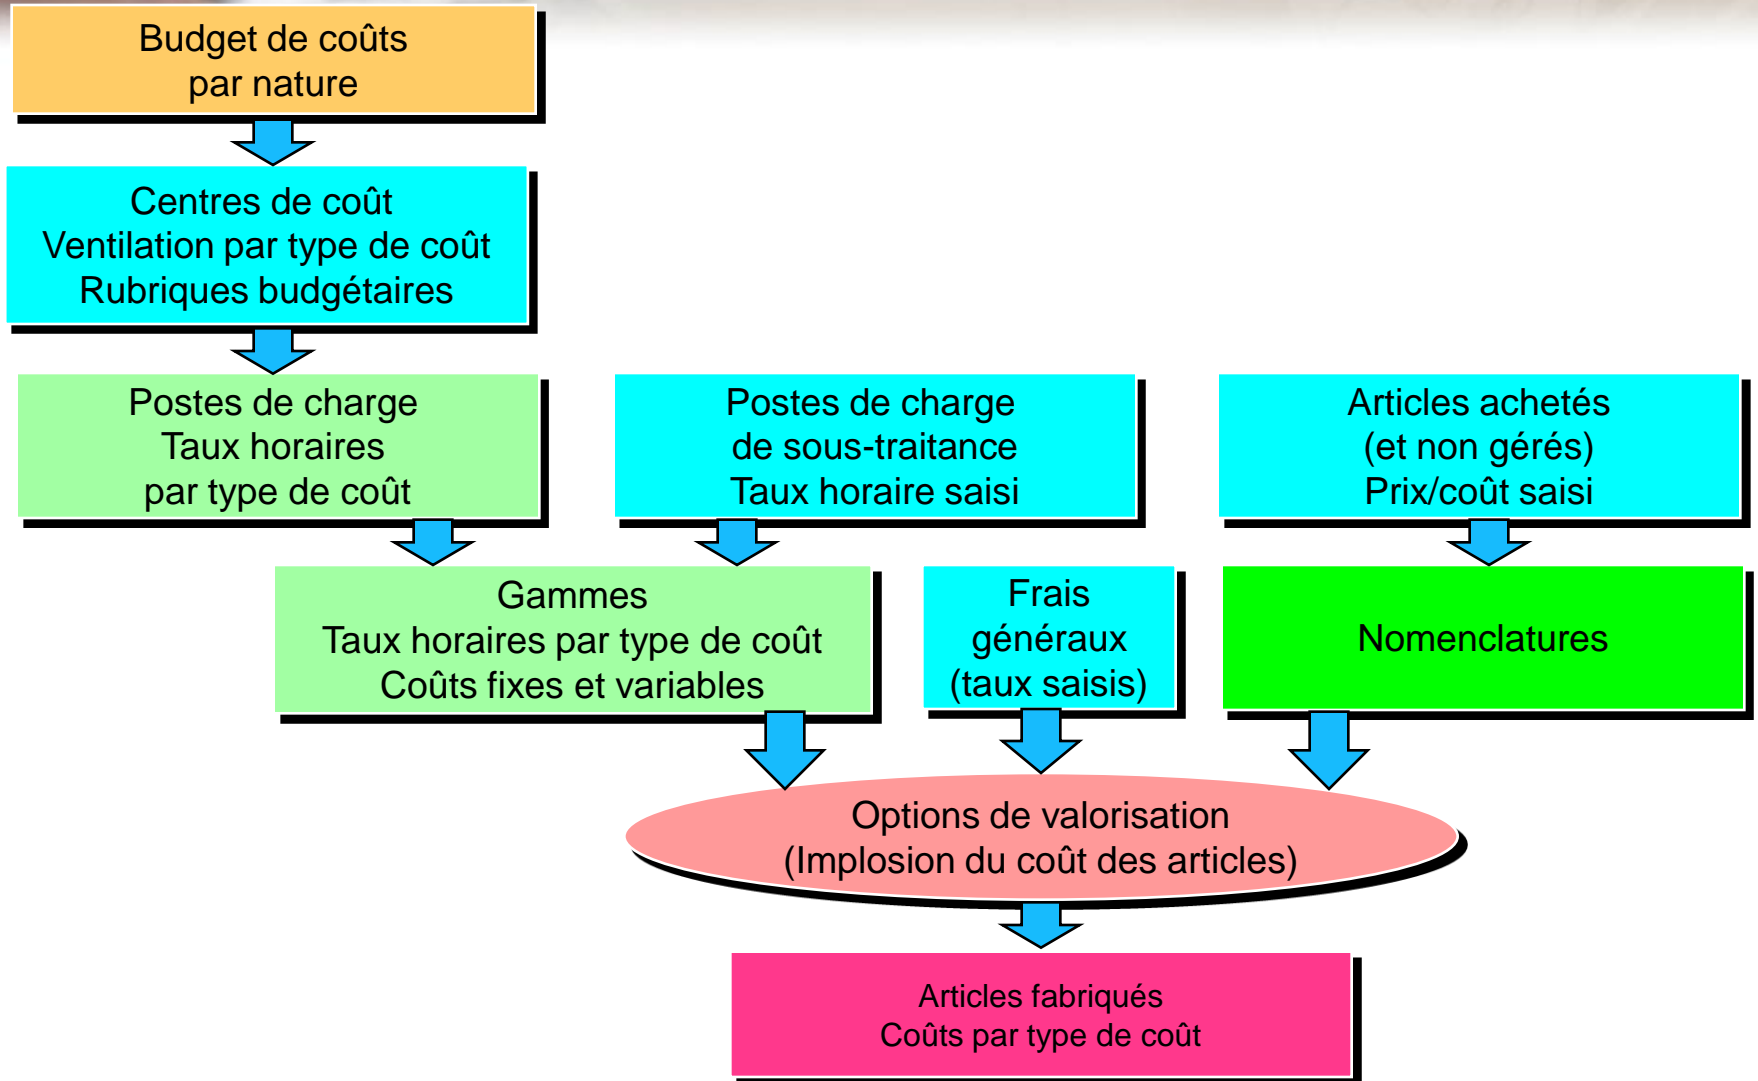 Budget de coûts
par nature
Centres de coût
Ventilation par type de coût
Rubriques budgétaires
Postes de charge
Taux horaires
par type de coût
Postes de charge
de sous-traitance
Taux horaire saisi
Articles achetés
(et non gérés)
Prix/coût saisi
Gammes
Taux horaires par type de coût
Coûts fixes et variables
Frais
généraux
(taux saisis)
Nomenclatures
Options de valorisation
(Implosion du coût des articles)
Articles fabriqués
Coûts par type de coût